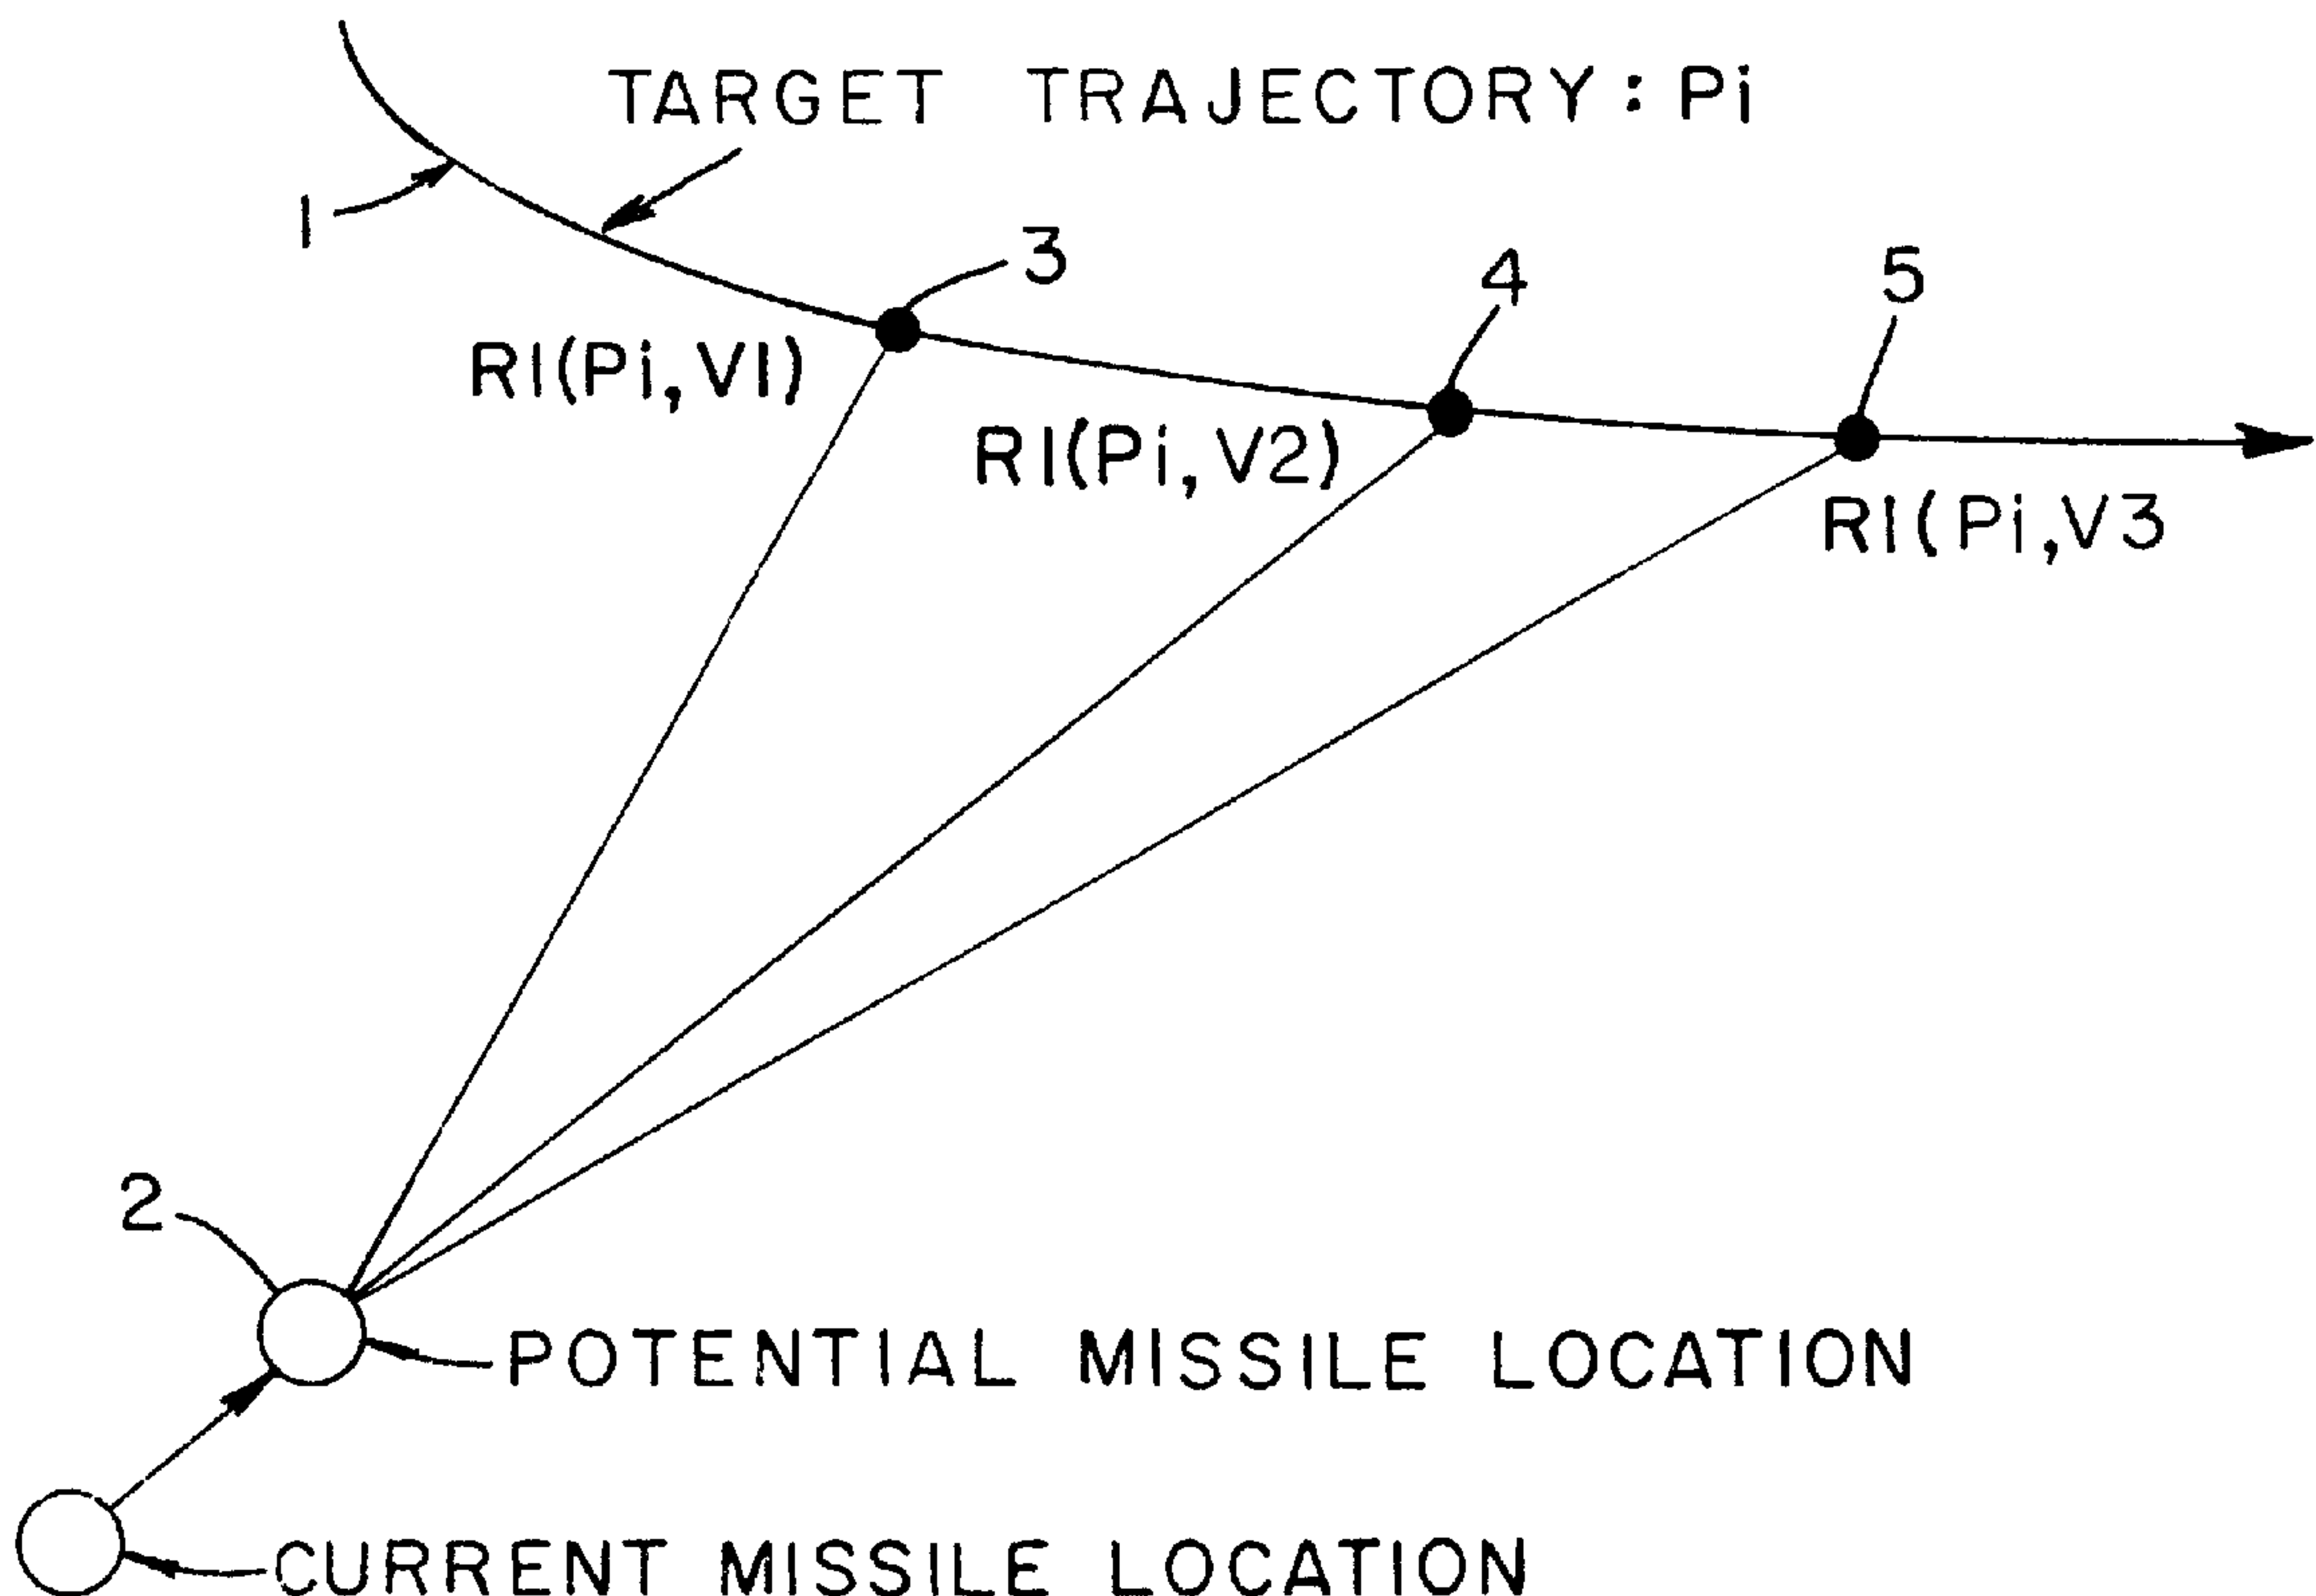 TARGET TRAJECTORY: Pi
1
3
4
5
RI(Pi,VI)
RI(Pi,V2)
RI(Pi,V3
2
POTENTIAL MISSILE LOCATION
CURRENT MISSILE LOCATION